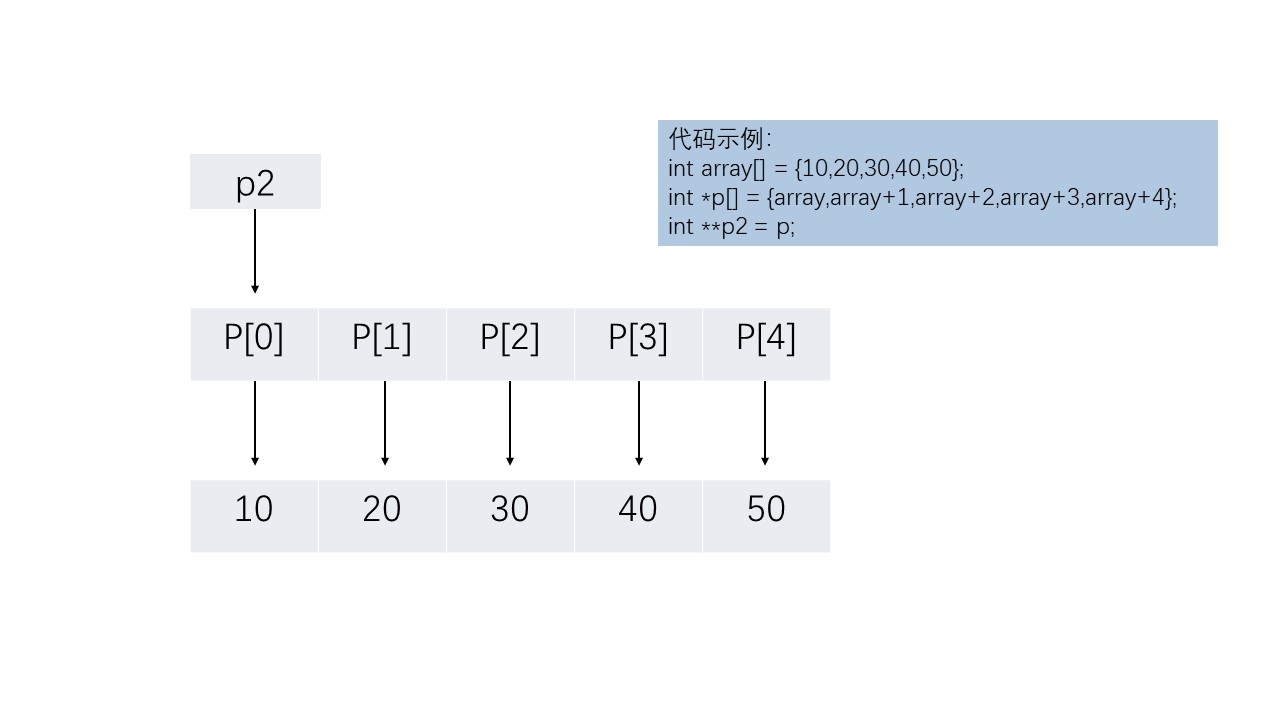 代码示例：
int array[] = {10,20,30,40,50};
int *p[] = {array,array+1,array+2,array+3,array+4};
int **p2 = p;
p2
P[0] P[1] P[2] P[3] P[4]
10 20 30 40 50